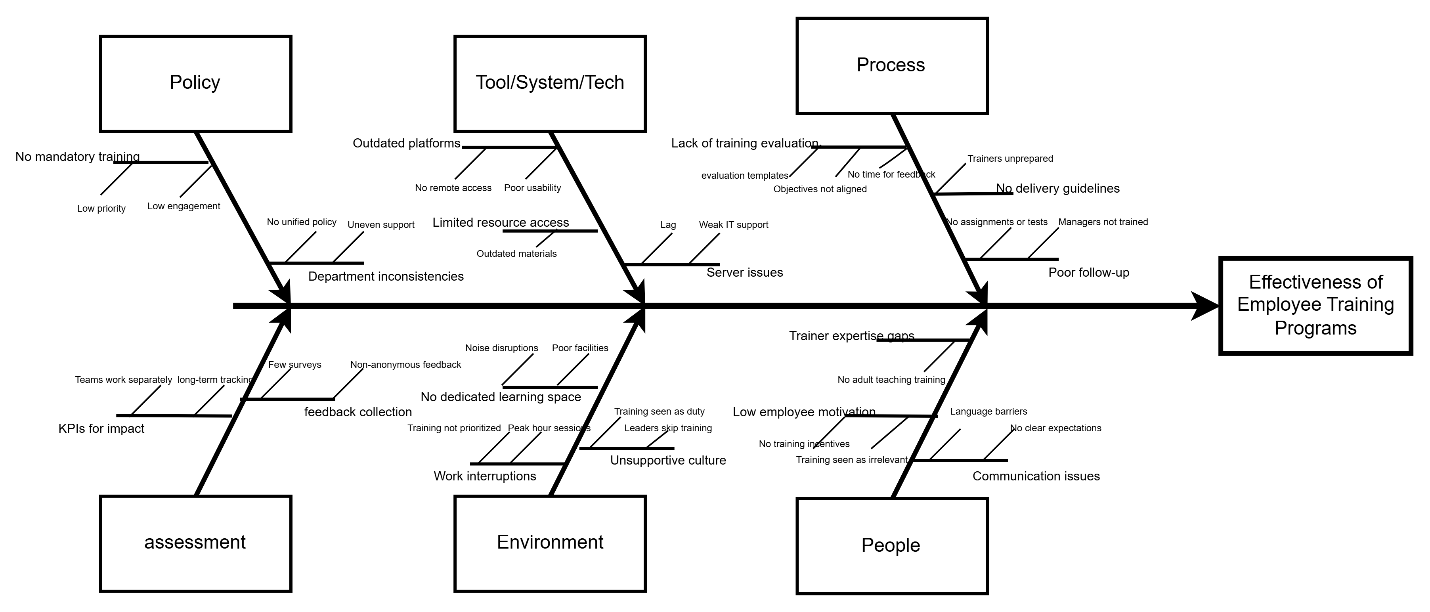 Policy
Tool/System/Tech
Process
No mandatory training
Low priority
Low engagement
No unified policy
Uneven support
Department inconsistencies
Outdated platforms
No remote access
Poor usability
Limited resource access
Outdated materials
Lag
Weak IT support
Server issues
Lack of training evaluation
evaluation templates
Objectives not aligned
No time for feedback
Trainers unprepared
No delivery guidelines
No assignments or tests
Managers not trained
Poor follow-up
Effectiveness of
Employee Training
Programs
Teams work separately
long-term tracking
KPIs for impact
Few surveys
Non-anonymous feedback
feedback collection
Noise disruptions
Poor facilities
No dedicated learning space
Training not prioritized
Peak hour sessions
Work interruptions
Training seen as duty
Leaders skip training
Unsupportive culture
Trainer expertise gaps
No adult teaching training
Low employee motivation
No training incentives
Training seen as irrelevant
Language barriers
No clear expectations
Communication issues
assessment
Environment
People